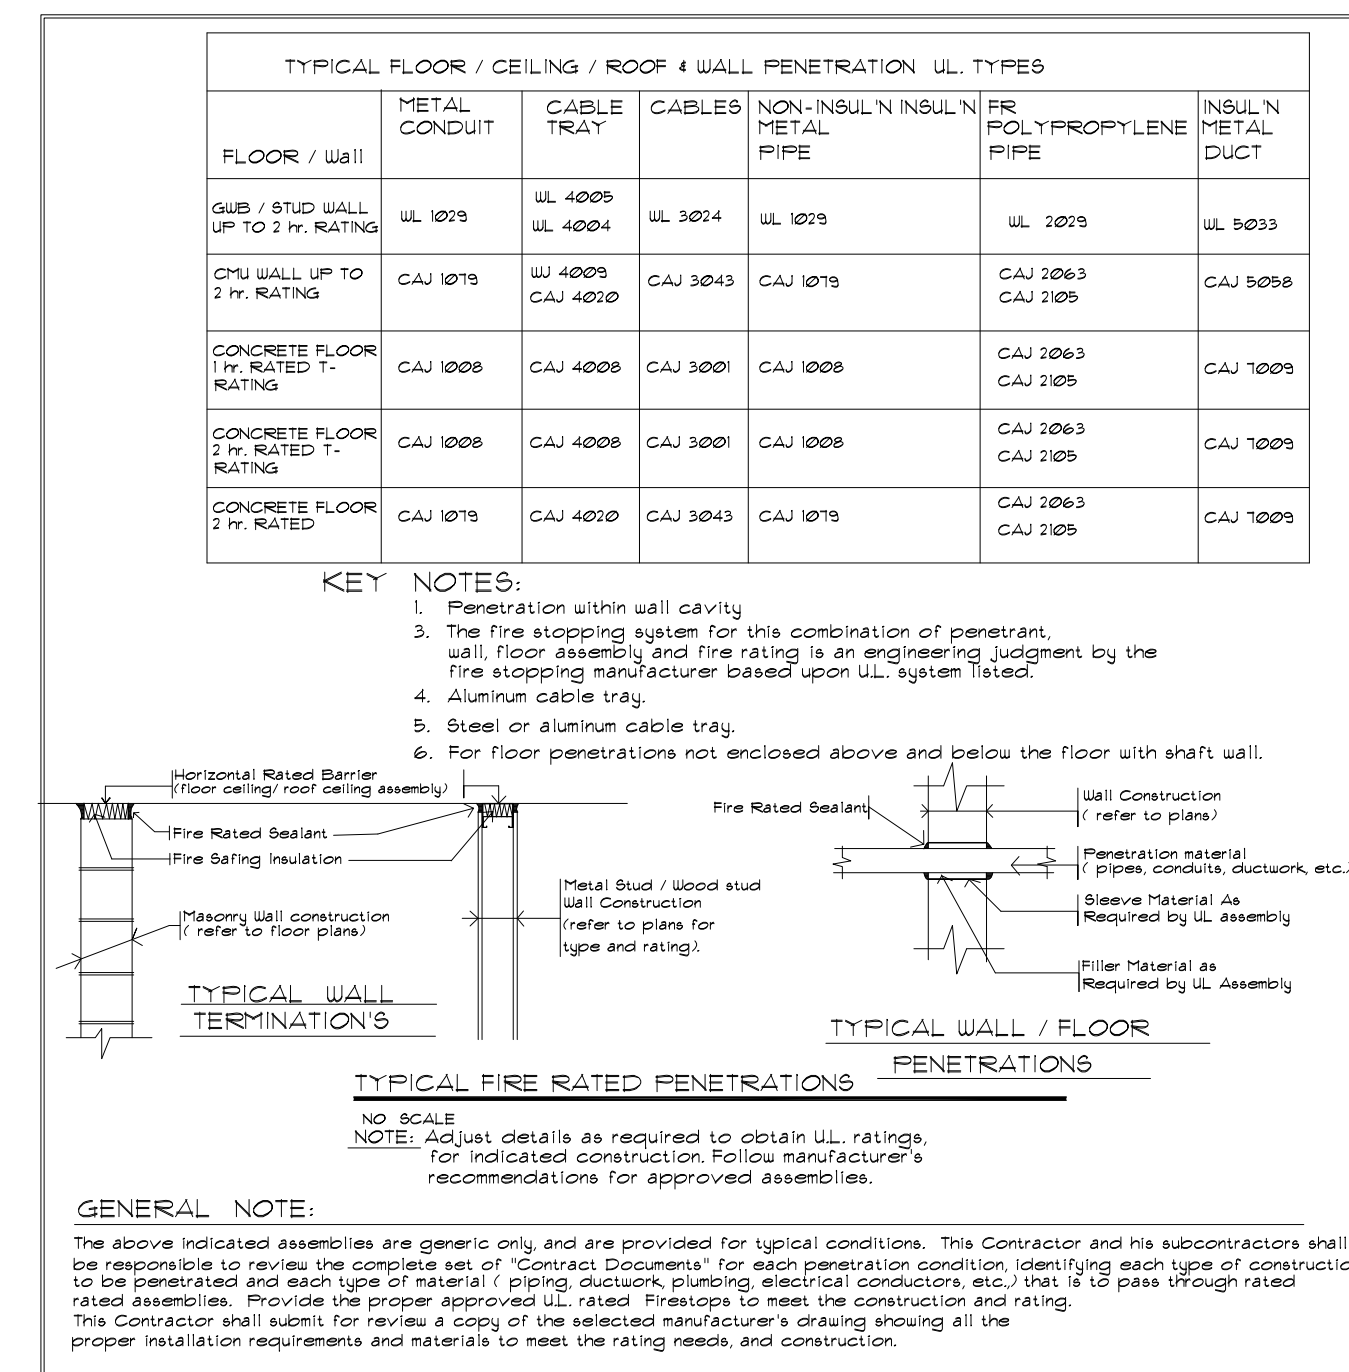 TYPICAL FLOOR / CEILING / ROOF & WALL PENETRATION UL. TYPES
FLOOR / Wall
METAL
CONDUIT
CABLE
TRAY
CABLES
NON-INSUL'N INSUL'N
METAL
PIPE
FR
POLYPROPYLENE
PIPE
INSUL'N
METAL
DUCT
GWB / STUD WALL
UP TO 2 hr. RATING
WL 1029
WL 4005
WL 4004
WL 3024
WL 1029
WL 2029
WL 5033
CMU WALL UP TO
2 hr. RATING
CAJ 1079
WJ 4009
CAJ 4020
CAJ 3043
CAJ 1079
CAJ 2063
CAJ 2105
CAJ 5058
CONCRETE FLOOR
1 hr. RATED T-
RATING
CAJ 1008
CAJ 4008
CAJ 3001
CAJ 1008
CAJ 2063
CAJ 2105
CAJ 7009
CONCRETE FLOOR
2 hr. RATED T-
RATING
CAJ 1008
CAJ 4008
CAJ 3001
CAJ 1008
CAJ 2063
CAJ 2105
CAJ 7009
CONCRETE FLOOR
2 hr. RATED
CAJ 1079
CAJ 4020
CAJ 3043
CAJ 1079
CAJ 2063
CAJ 2105
CAJ 7009
KEY NOTES:
1. Penetration within wall cavity
3. The fire stopping system for this combination of penetrant,
wall, floor assembly and fire rating is an engineering judgment by the
fire stopping manufacturer based upon U.L. system listed.
4. Aluminum cable tray.
5. Steel or aluminum cable tray.
6. For floor penetrations not enclosed above and below the floor with shaft wall.
Horizontal Rated Barrier
(floor ceiling/ roof ceiling assembly)
Fire Rated Sealant
Fire Safing Insulation
Masonry Wall construction
( refer to floor plans)
Metal Stud / Wood stud
Wall Construction
(refer to plans for
type and rating).
TYPICAL WALL
TERMINATION'S
Fire Rated Sealant
Wall Construction
( refer to plans)
Penetration material
( pipes, conduits, ductwork, etc.)
Sleeve Material As
Required by UL assembly
Filler Material as
Required by UL Assembly
TYPICAL WALL / FLOOR
PENETRATIONS
TYPICAL FIRE RATED PENETRATIONS
NO SCALE
NOTE: Adjust details as required to obtain U.L. ratings,
for indicated construction. Follow manufacturer's
recommendations for approved assemblies.
GENERAL NOTE:
The above indicated assemblies are generic only, and are provided for typical conditions. This Contractor and his subcontractors shall
be responsible to review the complete set of "Contract Documents" for each penetration condition, identifying each type of constructio
to be penetrated and each type of material ( piping, ductwork, plumbing, electrical conductors, etc.,) that is to pass through rated
rated assemblies. Provide the proper approved U.L. rated Firestops to meet the construction and rating.
This Contractor shall submit for review a copy of the selected manufacturer's drawing showing all the
proper installation requirements and materials to meet the rating needs, and construction.